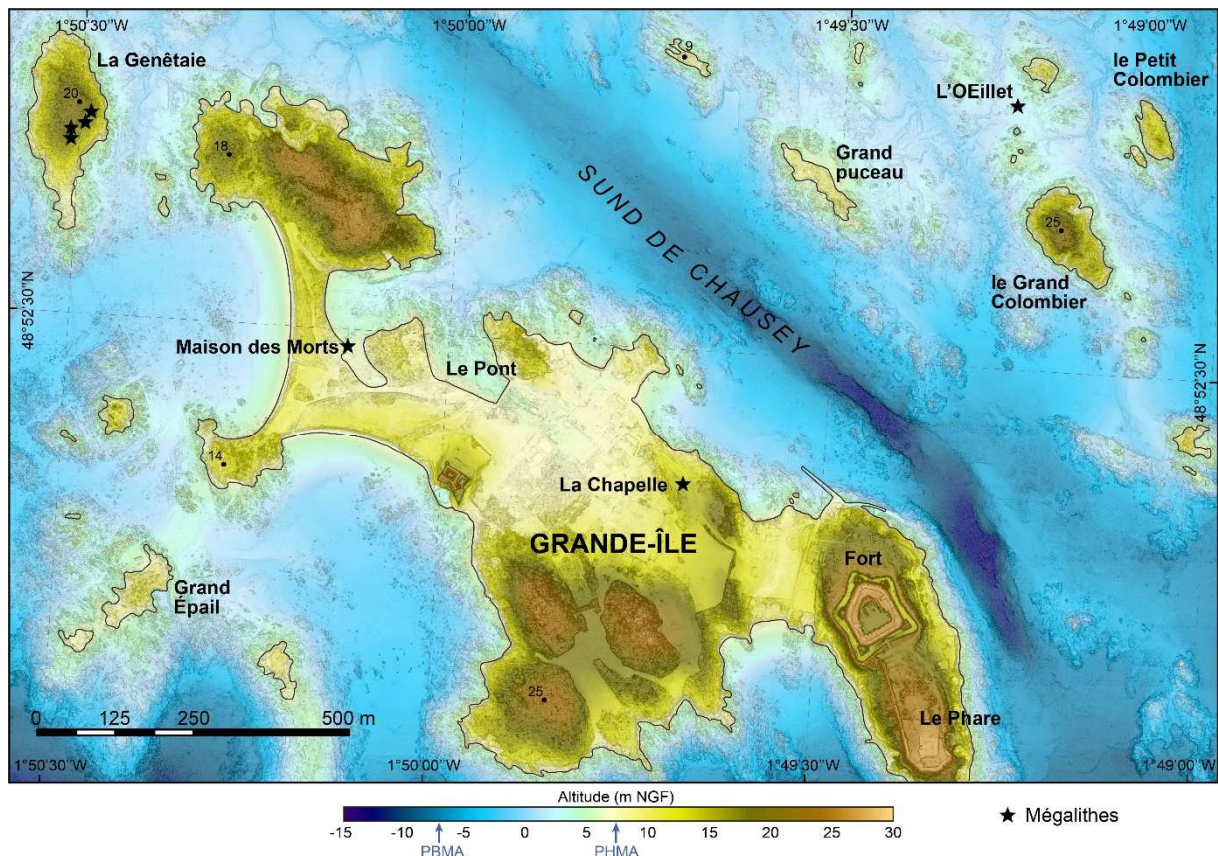 1°50'30''W
1°50'00''W
1°49'30''W
1°49'00''W
La Genêtaie
20
9
le Petit
Colombier
L'OEillet
18
Grand
puceau
SUND DE CHAUSEY
25
le Grand
Colombier
48°52'30''N
Maison des Morts
Le Pont
48°52'30''N
14
La Chapelle
GRANDE-ÎLE
Fort
Grand
Épail
25
Le Phare
0 125 250 500 m
1°50'30''W
1°50'00''W
1°49'30''W
1°49'00''W
Altitude (m NGF)
-15 -10 -5 0 5 10 15 20 25 30
PBMA PHMA
Mégalithes